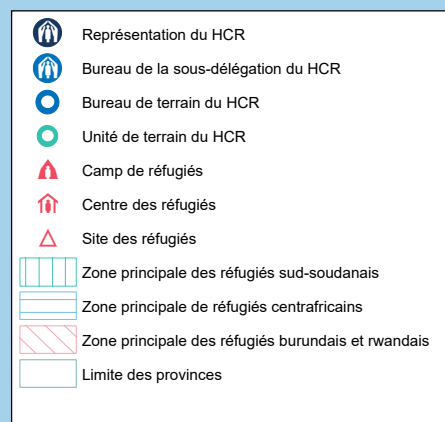 Représentation du HCR
Bureau de la sous-délégation du HCR
Bureau de terrain du HCR
Unité de terrain du HCR
Camp de réfugiés
Centre des réfugiés
Site des réfugiés
Zone principale des réfugiés sud-soudanais
Zone principale de réfugiés centrafricains
Zone principale des réfugiés burundais et rwandais
Limite des provinces